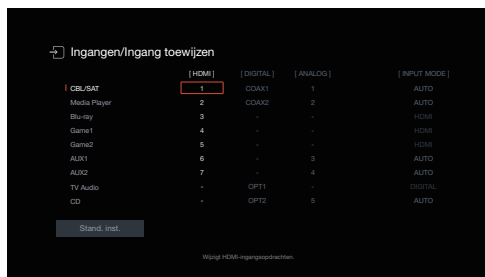 Ingangen/Ingang toewijzen
[ HDMI ] [ DIGITAL ] [ ANALOG ] [ INPUT MODE ]
CBL/SAT 1 COAX1 1 AUTO
Media Player 2 COAX2 2 AUTO
Blu-ray 3 - - HDMI
Game1 4 - - HDMI
Game2 5 - - HDMI
AUX1 6 - 3 AUTO
AUX2 7 - 4 AUTO
TV Audio - OPT1 - DIGITAL
CD - OPT2 5 AUTO
Stand. inst.
Wijzigt HDMI-ingangsopdrachten.